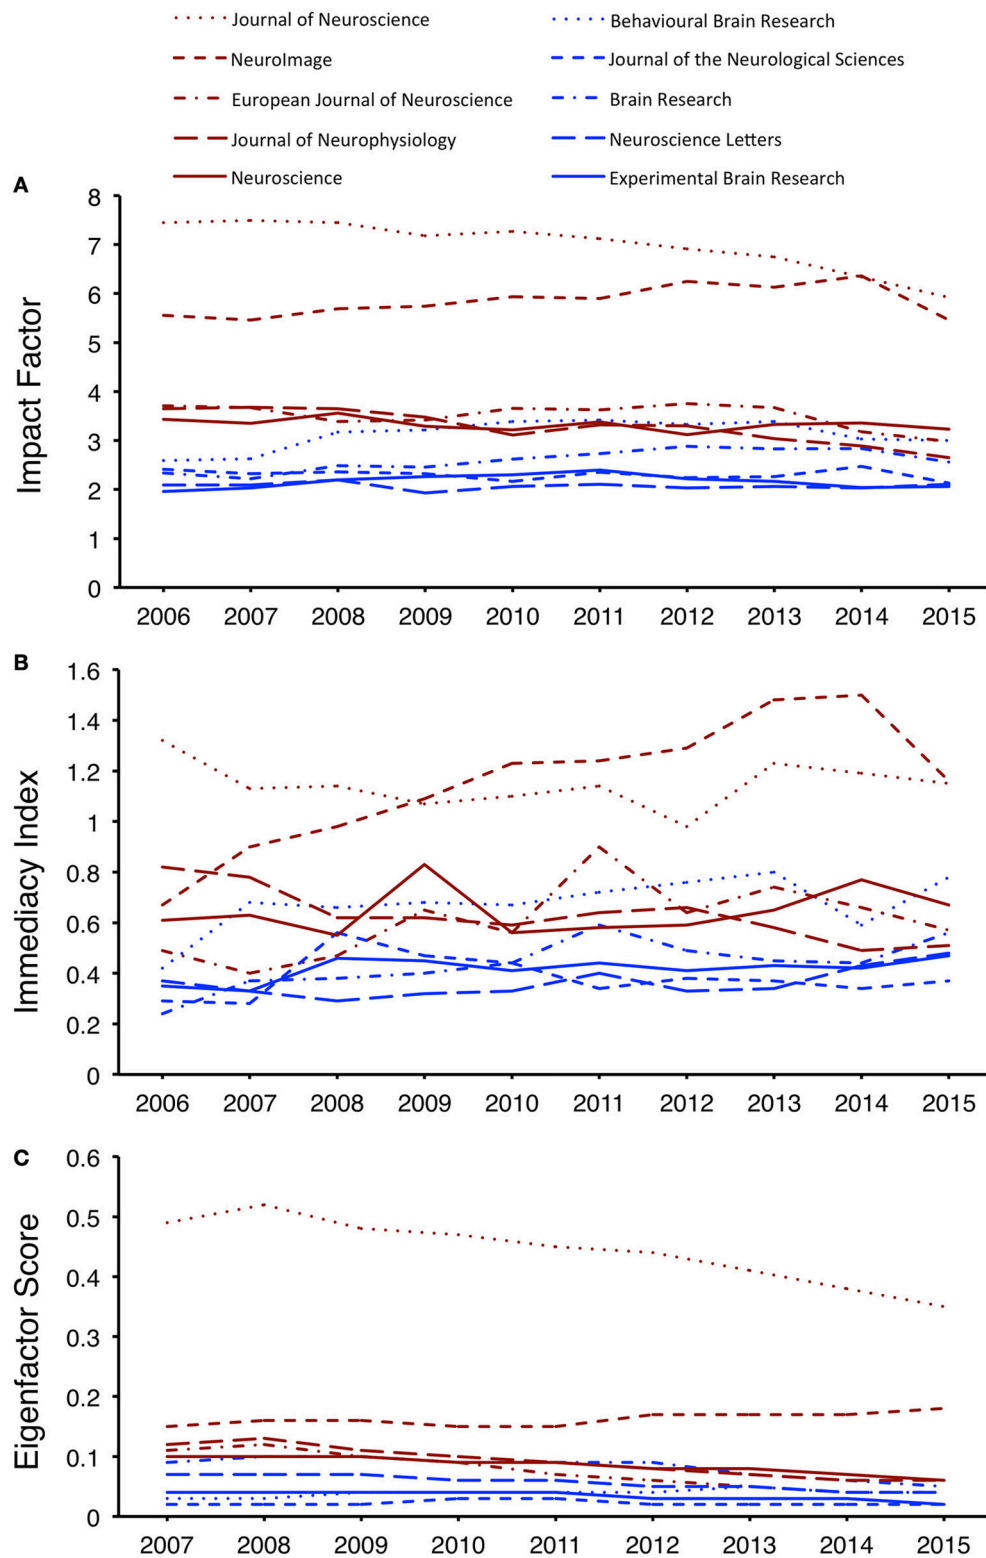 Journal of Neuroscience
Behavioural Brain Research
NeuroImage
Journal of the Neurological Sciences
European Journal of Neuroscience
Brain Research
Journal of Neurophysiology
Neuroscience Letters
Neuroscience
Experimental Brain Research
A
Impact Factor
8
7
6
5
4
3
2
1
0
2006 2007 2008 2009 2010 2011 2012 2013 2014 2015
B
Immediacy Index
1.6
1.4
1.2
1
0.8
0.6
0.4
0.2
0
2006 2007 2008 2009 2010 2011 2012 2013 2014 2015
C
Eigenfactor Score
0.6
0.5
0.4
0.3
0.2
0.1
0
2007 2008 2009 2010 2011 2012 2013 2014 2015